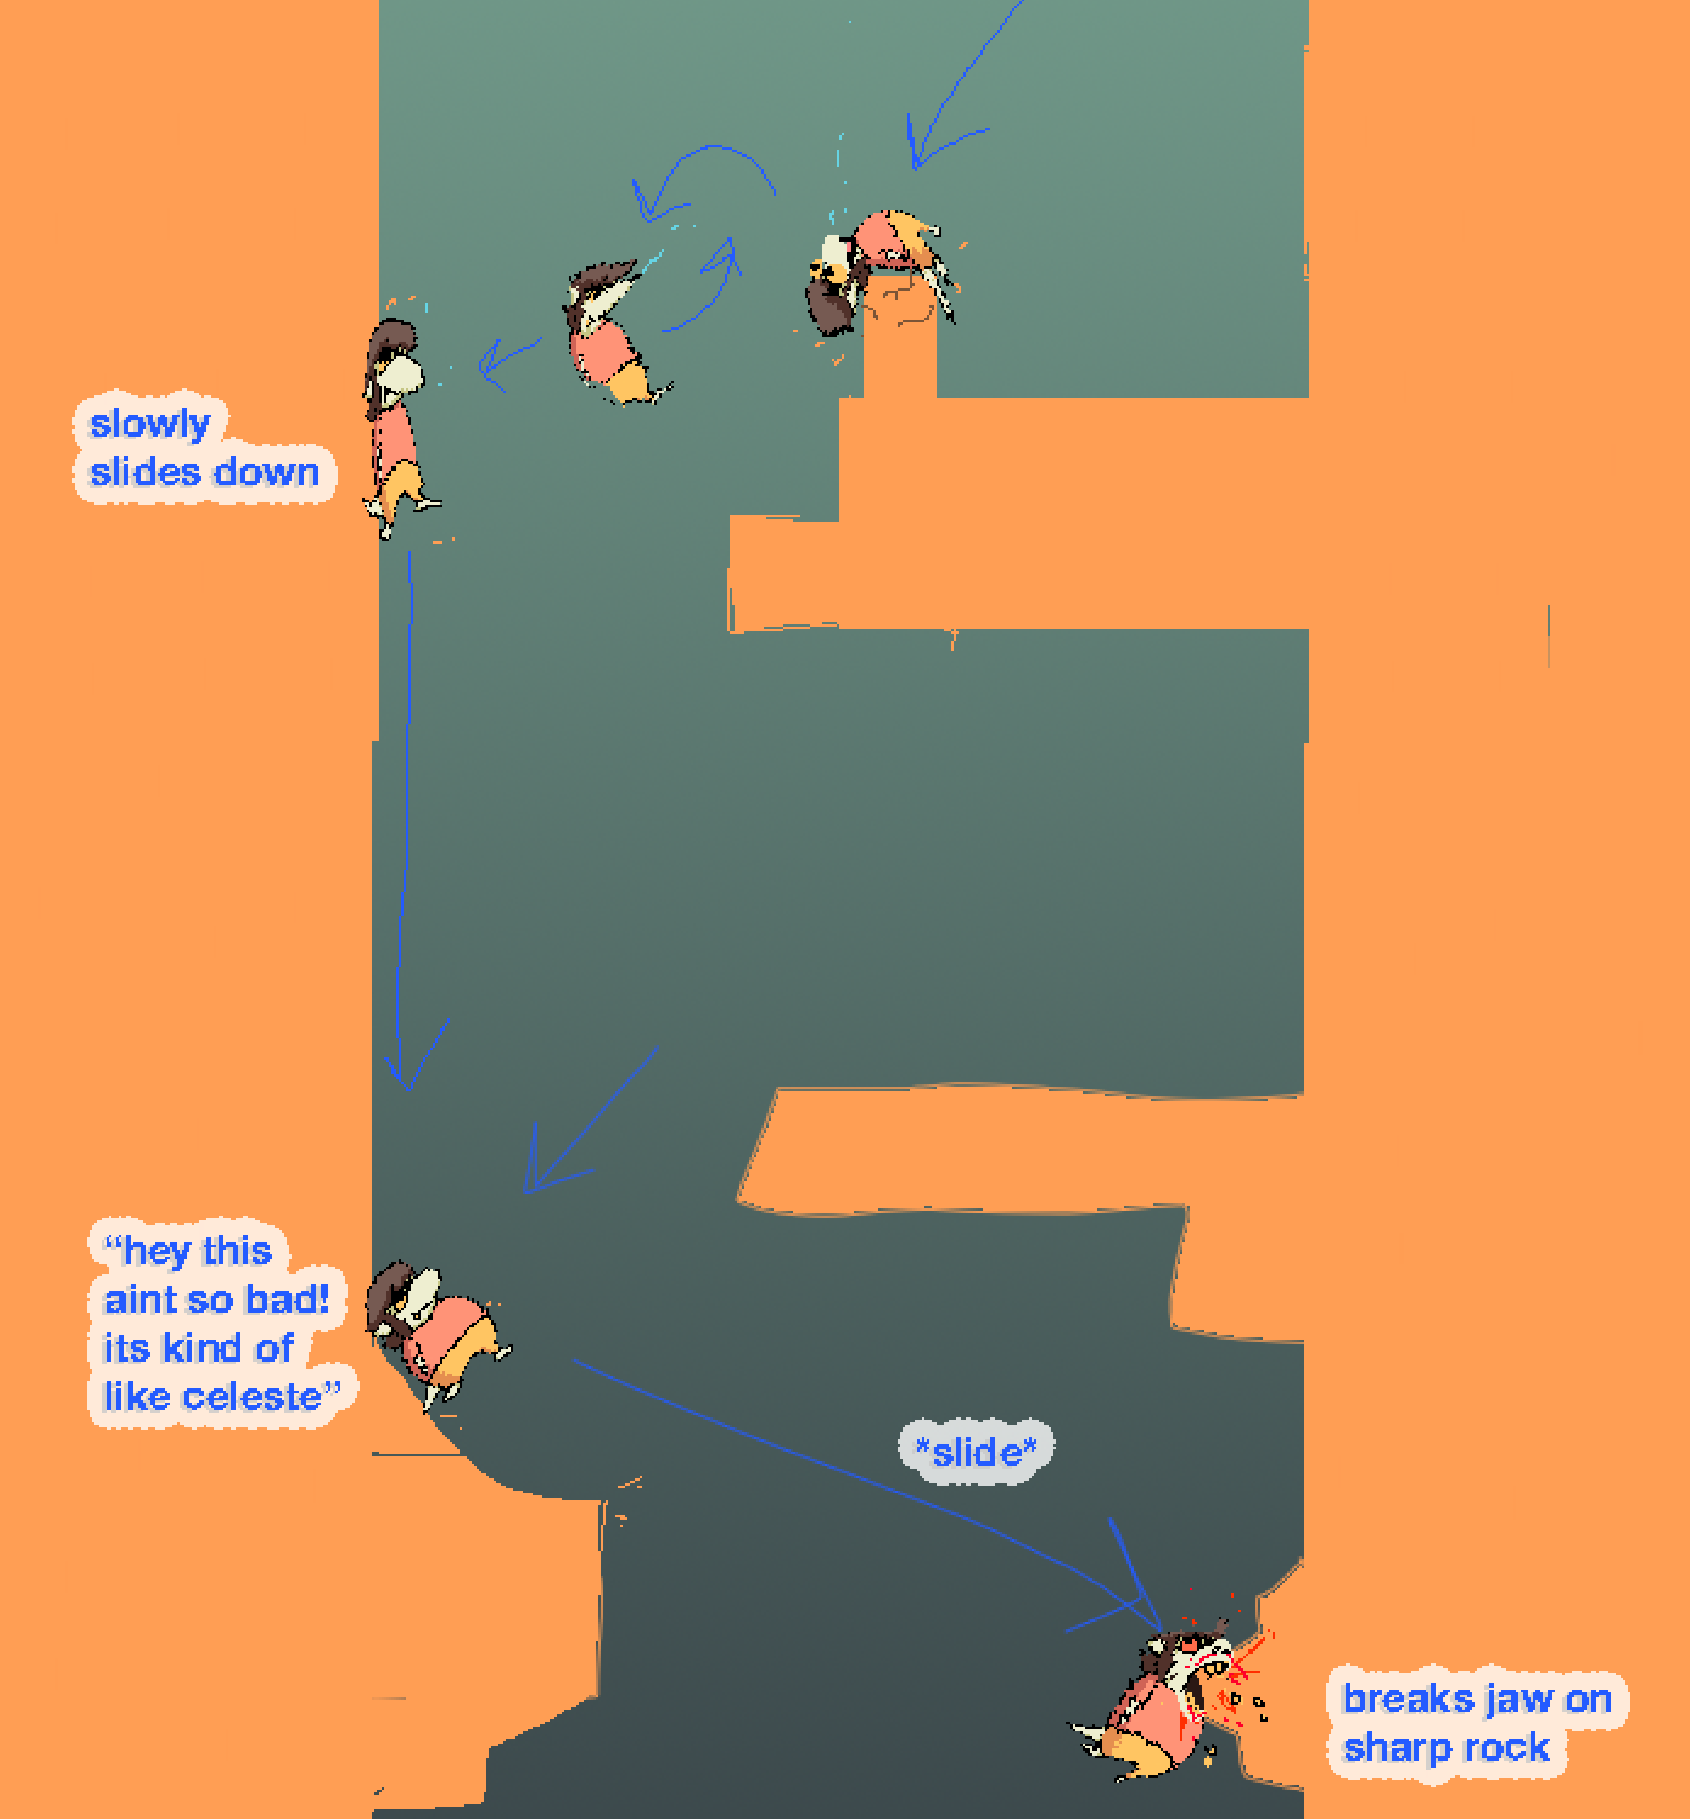 slowly
slides down
“hey this
aint so bad!
its kind of
like celeste”
*slide*
breaks jaw on
sharp rock